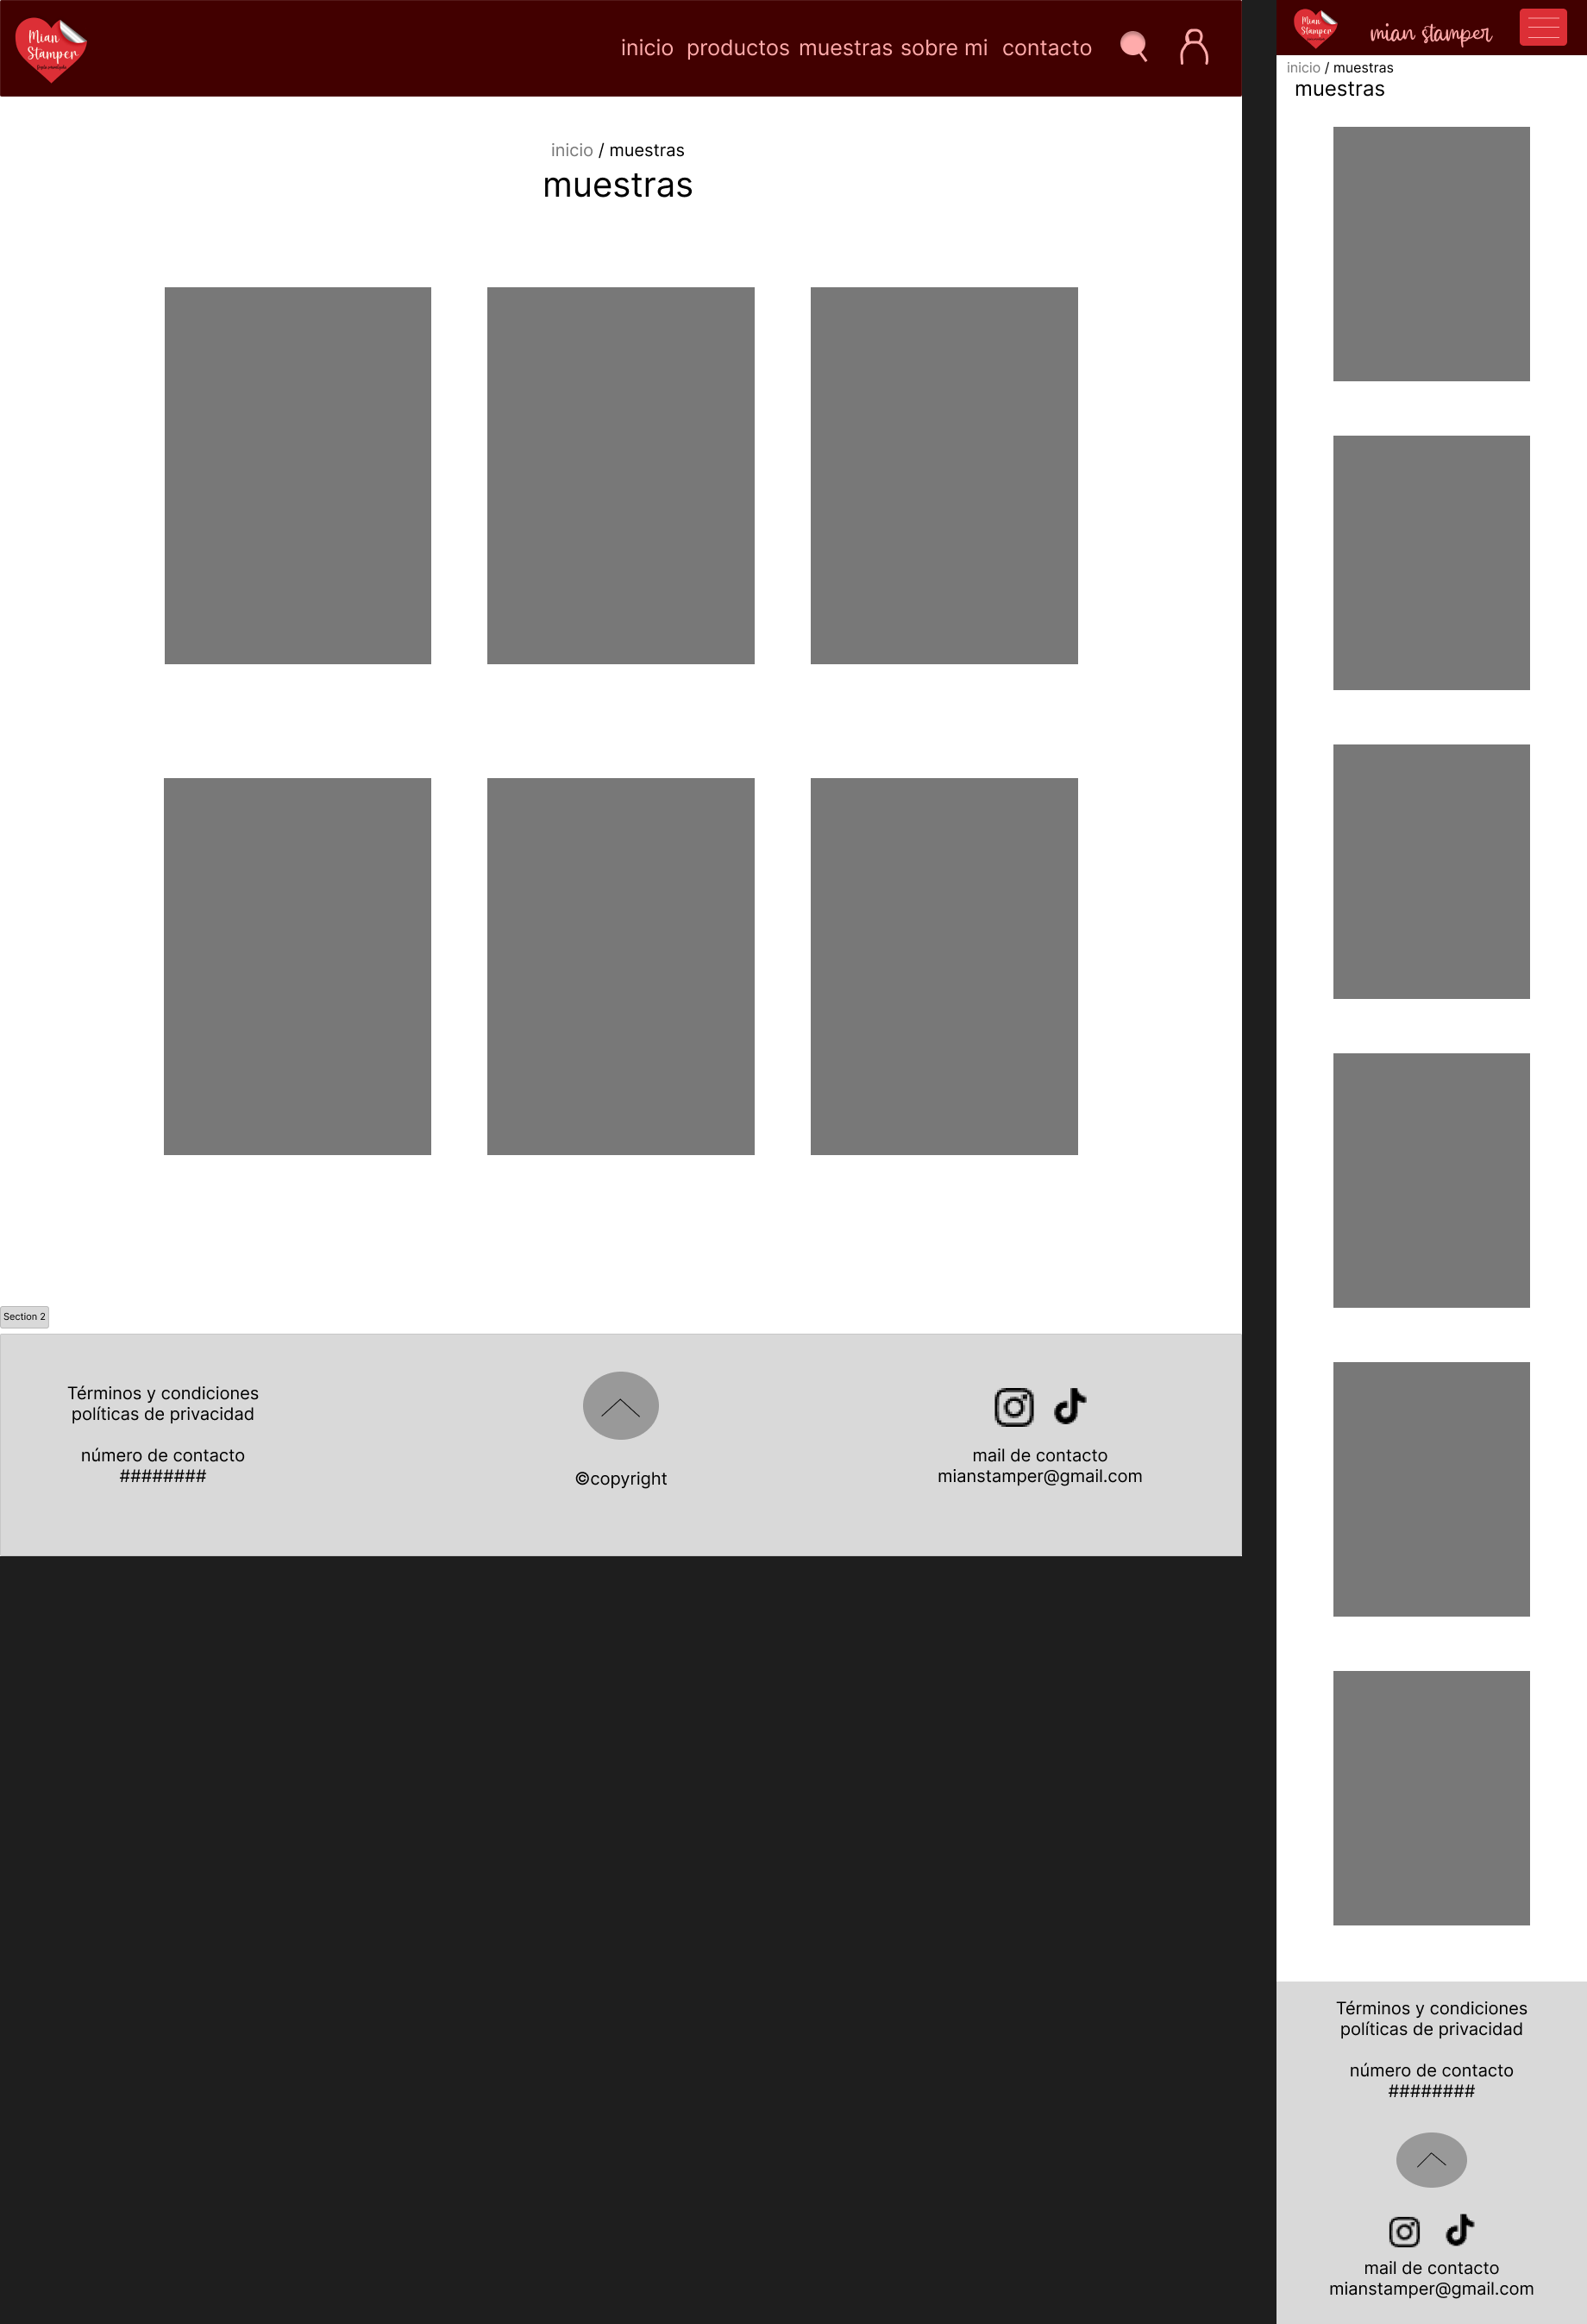 Mian
Stamper
inicio productos muestras sobre mi contacto
inicio / muestras
muestras
Section 2
Términos y condiciones
políticas de privacidad
número de contacto
########
©copyright
mail de contacto
mianstamper@gmail.com
Mian
Stamper
mian stamper
inicio / muestras
muestras
Términos y condiciones
políticas de privacidad
número de contacto
########
mail de contacto
mianstamper@gmail.com